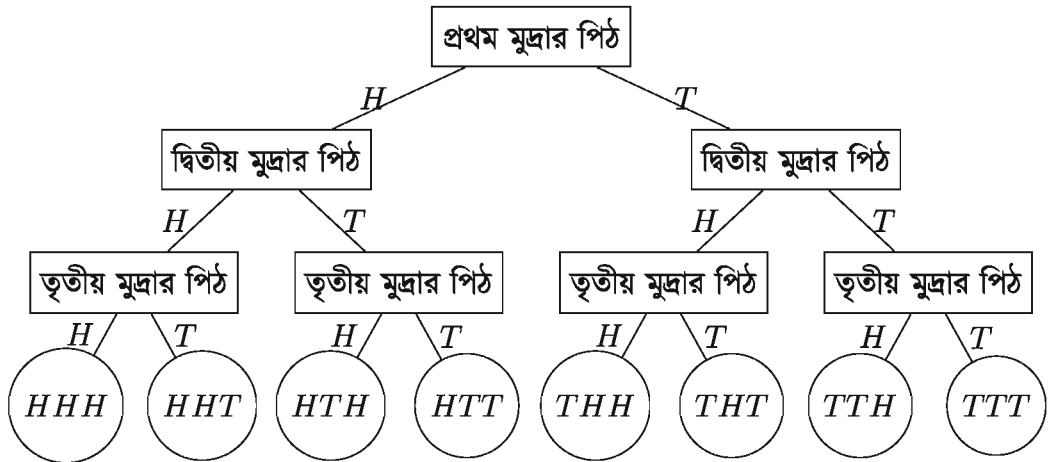 প্রথম মুদ্রার পিঠ
H T
দ্বিতীয় মুদ্রার পিঠ দ্বিতীয় মুদ্রার পিঠ
H T H T
তৃতীয় মুদ্রার পিঠ তৃতীয় মুদ্রার পিঠ তৃতীয় মুদ্রার পিঠ তৃতীয় মুদ্রার পিঠ
H T H T H T H T
HHH HHT HTH HTT THH THT TTH TTT